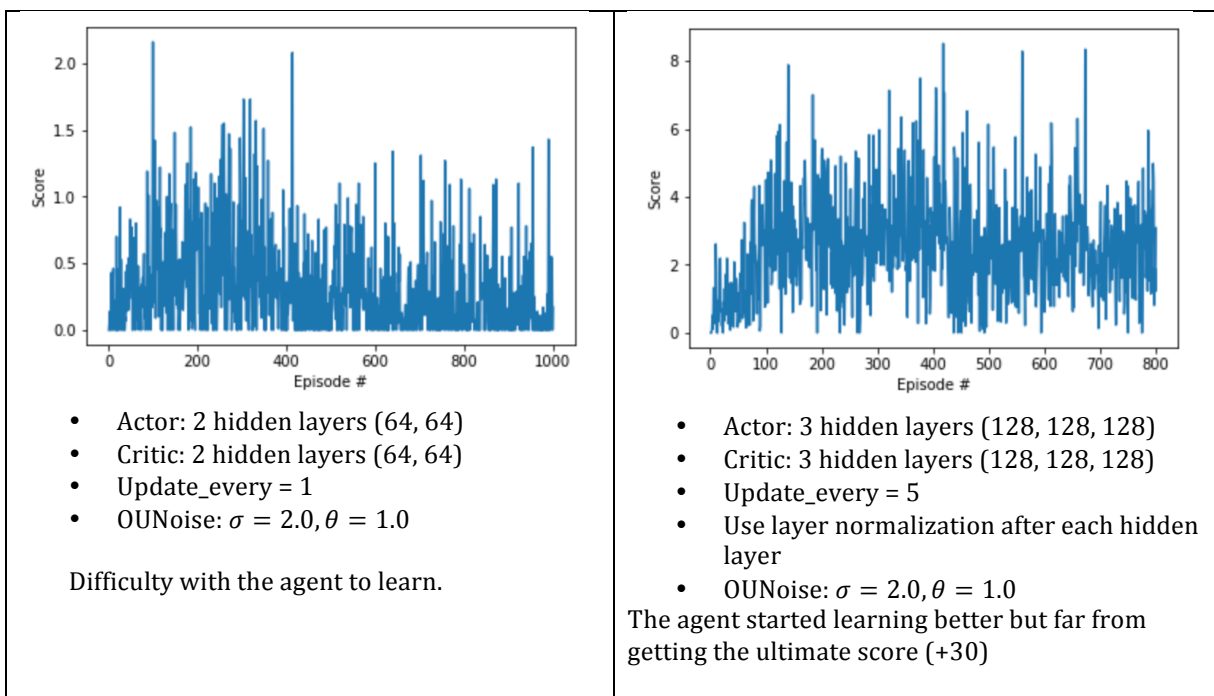 2.0
1.5
1.0
0.5
0.0
Score
0 200 400 600 800 1000
Episode #
• Actor: 2 hidden layers (64, 64)
• Critic: 2 hidden layers (64, 64)
• Update_every = 1
• OUNoise: 𝜎 = 2.0, 𝜃 = 1.0
Difficulty with the agent to learn.
8
6
4
2
0
Score
0 100 200 300 400 500 600 700 800
Episode #
• Actor: 3 hidden layers (128, 128, 128)
• Critic: 3 hidden layers (128, 128, 128)
• Update_every = 5
• Use layer normalization after each hidden
layer
• OUNoise: 𝜎 = 2.0, 𝜃 = 1.0
The agent started learning better but far from
getting the ultimate score (+30)